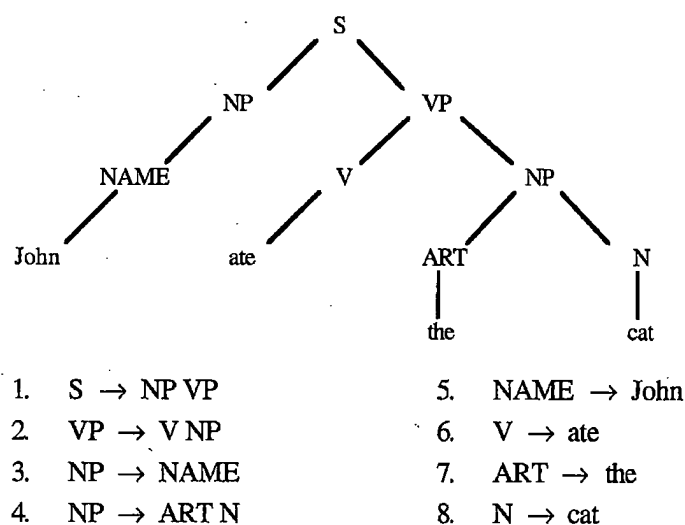 S
NP VP
NAME V NP
John ate ART N
the cat
1. S → NP VP
2. VP → V NP
3. NP → NAME
4. NP → ART N
5. NAME → John
6. V → ate
7. ART → the
8. N → cat